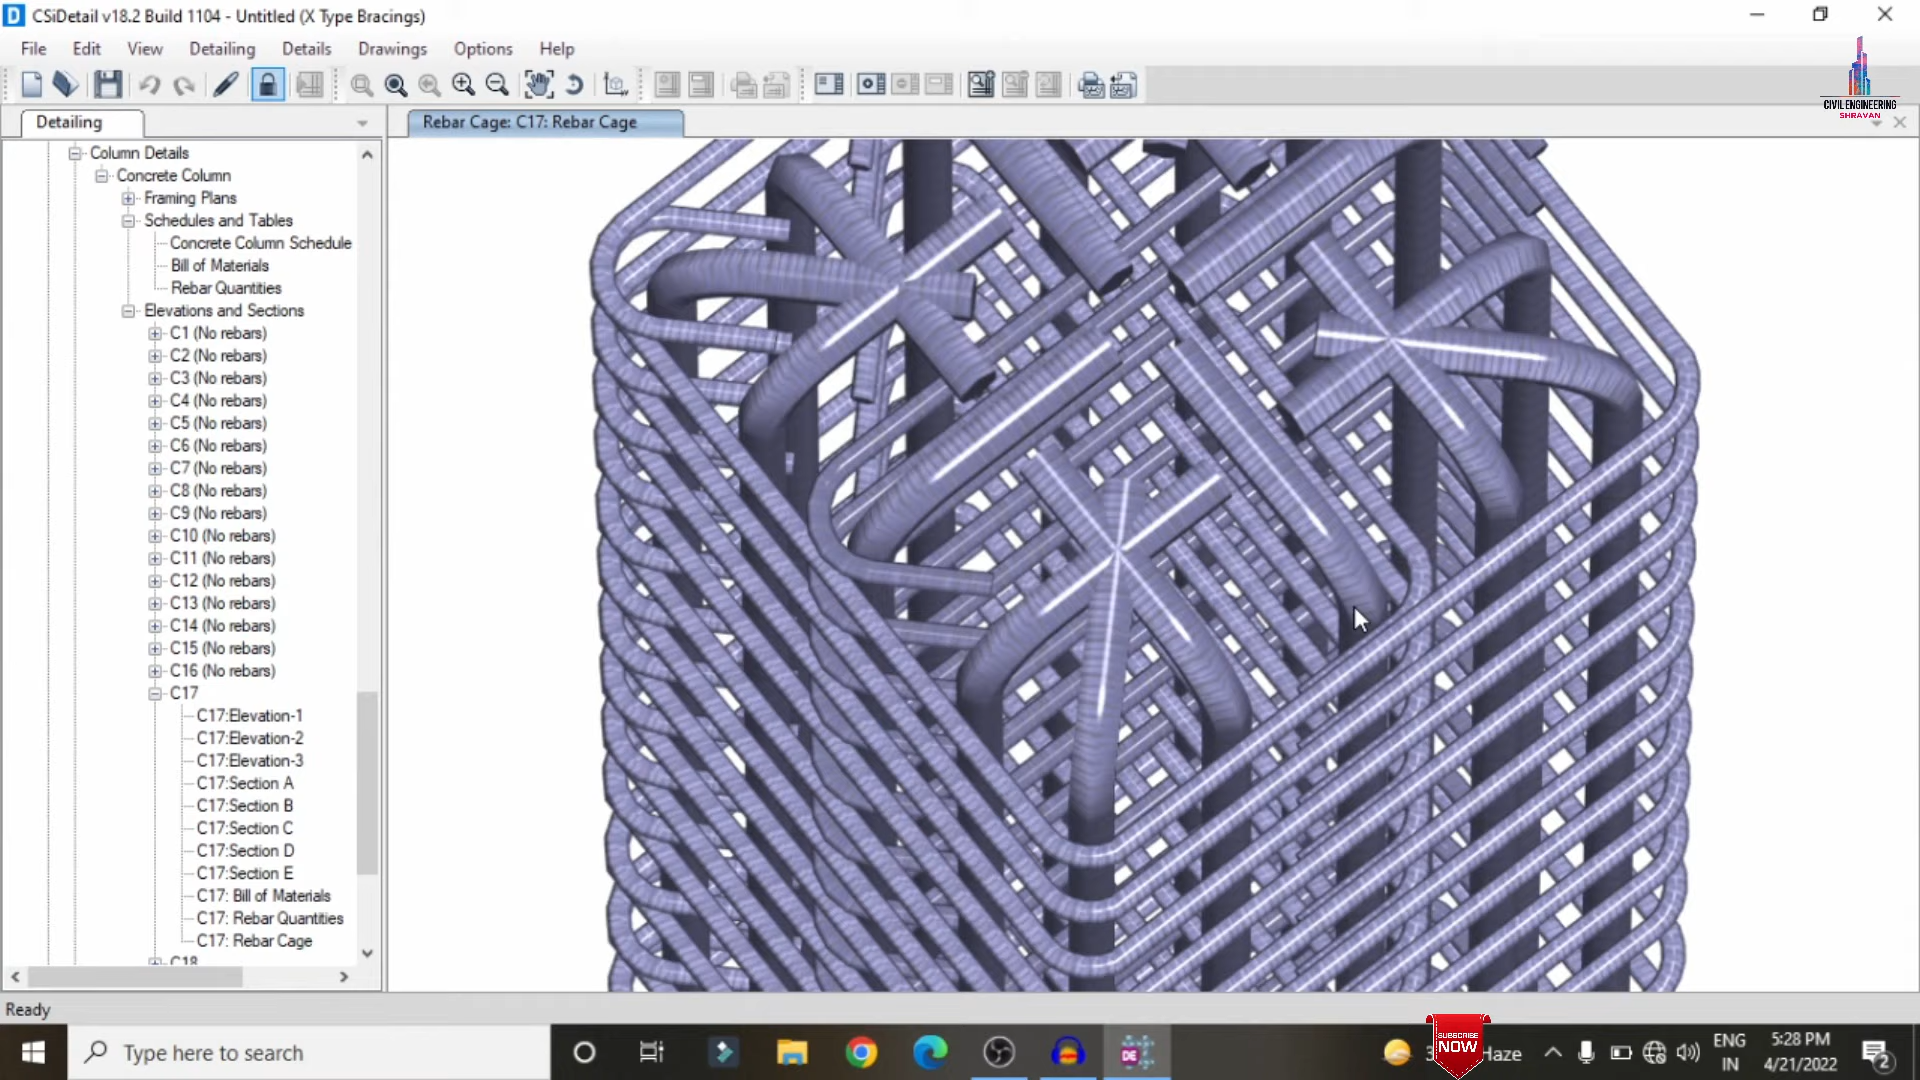 CSiDetail v18.2 Build 1104 - Untitled (X Type Bracings)
File Edit View Detailing Details Drawings Options Help
CIVIL ENGINEERING
SHRAVAN
Detailing
Rebar Cage: C17: Rebar Cage
Column Details
Concrete Column
Framing Plans
Schedules and Tables
Concrete Column Schedule
Bill of Materials
Rebar Quantities
Elevations and Sections
C1 (No rebars)
C2 (No rebars)
C3 (No rebars)
C4 (No rebars)
C5 (No rebars)
C6 (No rebars)
C7 (No rebars)
C8 (No rebars)
C9 (No rebars)
C10 (No rebars)
C11 (No rebars)
C12 (No rebars)
C13 (No rebars)
C14 (No rebars)
C15 (No rebars)
C16 (No rebars)
C17
C17:Elevation-1
C17:Elevation-2
C17:Elevation-3
C17:Section A
C17:Section B
C17:Section C
C17:Section D
C17:Section E
C17: Bill of Materials
C17: Rebar Quantities
C17: Rebar Cage
C18
Ready
Type here to search
DE
SUBSCRIBE
NOW
Haze
ENG
IN
5:28 PM
4/21/2022
2